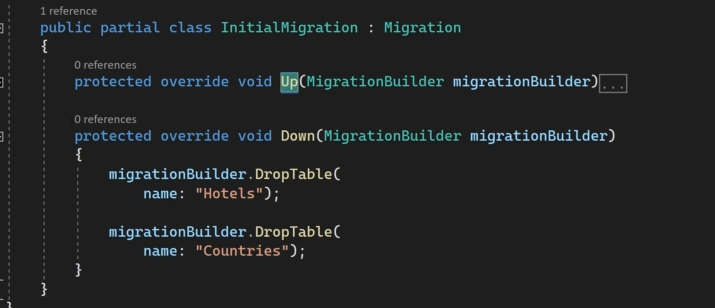 1 reference
public partial class InitialMigration : Migration
{
0 references
protected override void Up(MigrationBuilder migrationBuilder)...
0 references
protected override void Down(MigrationBuilder migrationBuilder)
{
migrationBuilder.DropTable(
name: "Hotels");
migrationBuilder.DropTable(
name: "Countries");
}
}
}